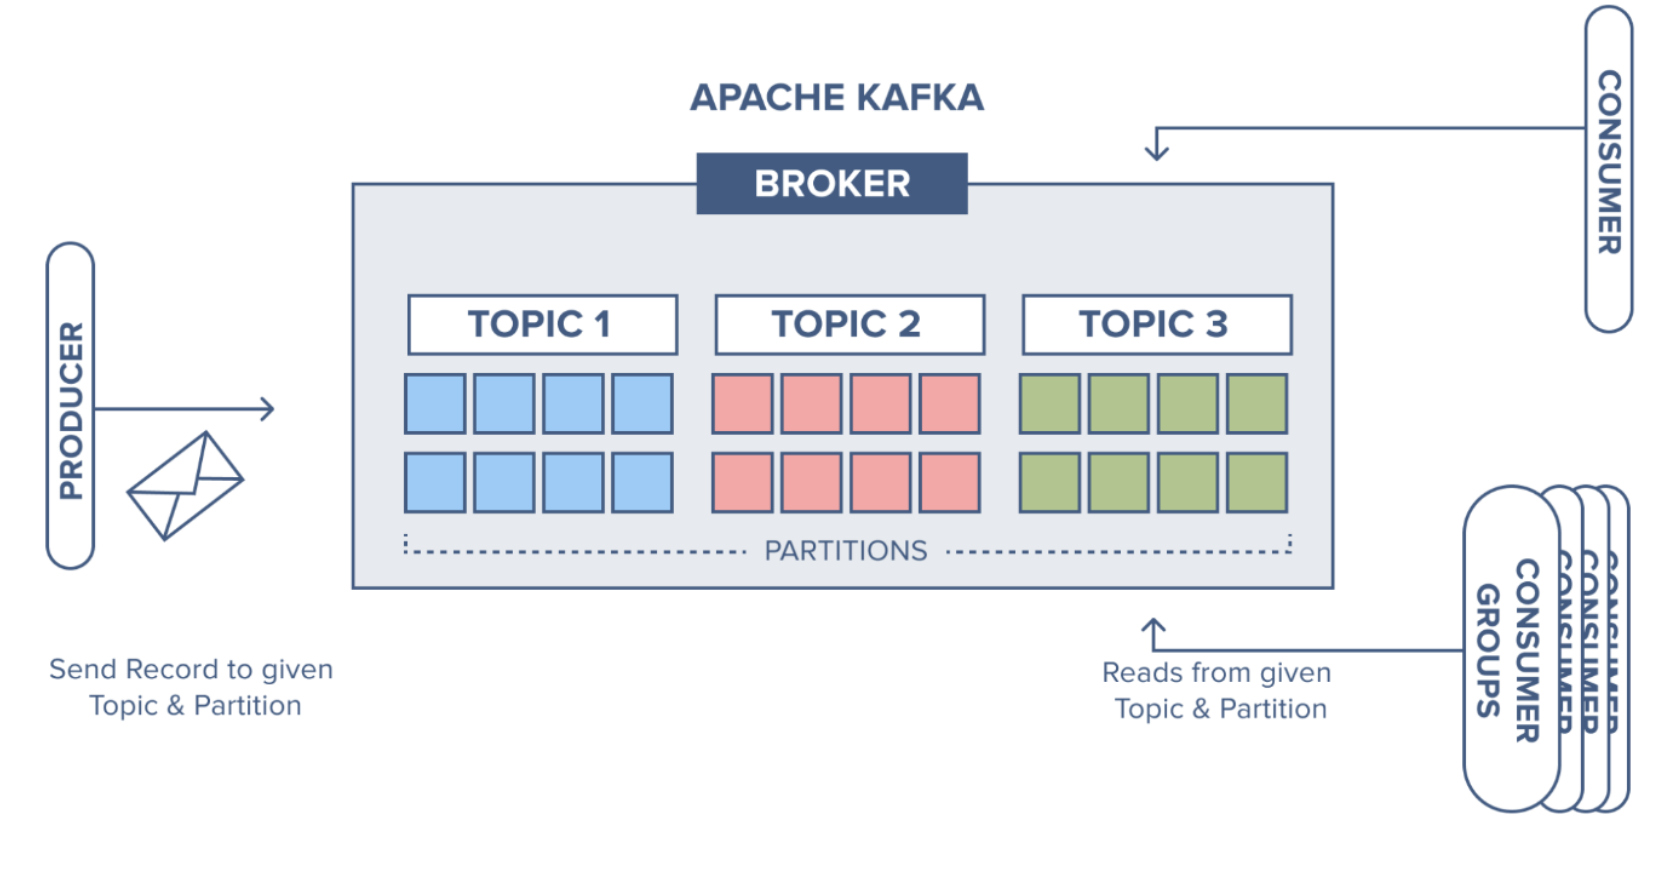 APACHE KAFKA
CONSUMER
BROKER
PRODUCER
TOPIC 1
TOPIC 2
TOPIC 3
PARTITIONS
Send Record to given
Topic & Partition
Reads from given
Topic & Partition
CONSUMER
GROUPS
CONSUMER
CONSUMER
CONSUMER